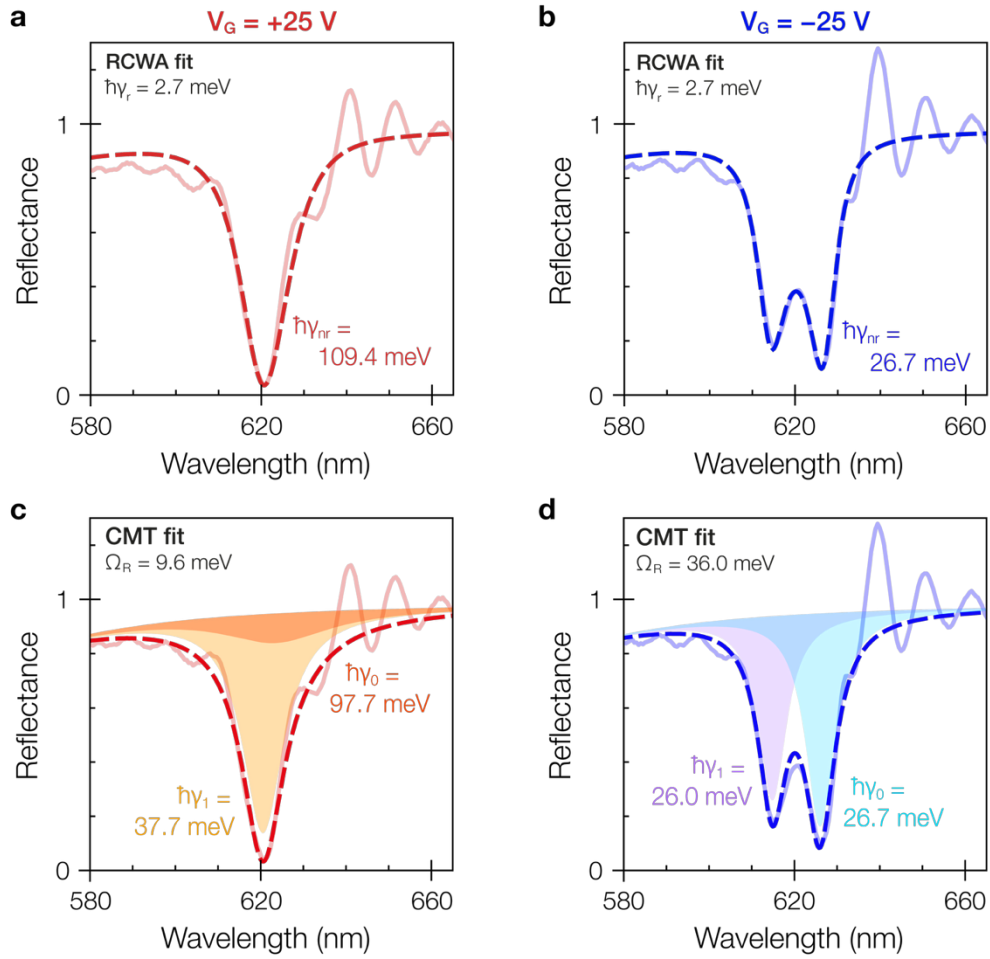 a
V_G = +25 V
RCWA fit
ħγ_r = 2.7 meV
1
0
Reflectance
ħγ_nr =
109.4 meV
580
620
660
Wavelength (nm)
b
V_G = −25 V
RCWA fit
ħγ_r = 2.7 meV
1
0
Reflectance
ħγ_nr =
26.7 meV
580
620
660
Wavelength (nm)
c
CMT fit
Ω_R = 9.6 meV
1
0
Reflectance
ħγ_0 =
97.7 meV
ħγ_1 =
37.7 meV
580
620
660
Wavelength (nm)
d
CMT fit
Ω_R = 36.0 meV
1
0
Reflectance
ħγ_1 =
26.0 meV
ħγ_0 =
26.7 meV
580
620
660
Wavelength (nm)